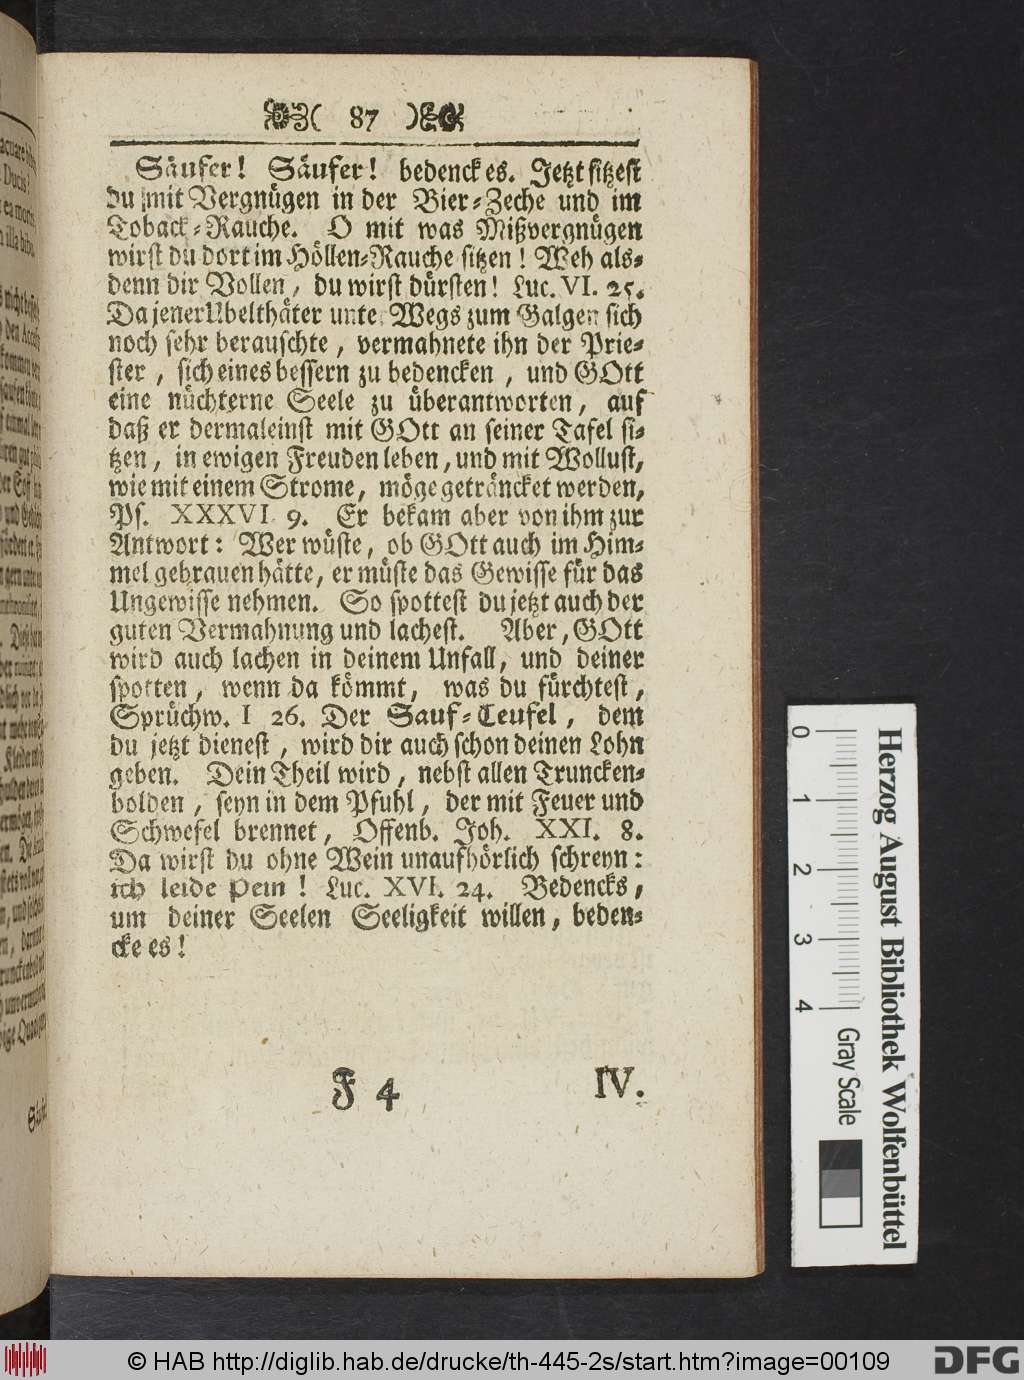 ( 87 )
Säufer! Säufer! bedenck es. Jetzt sitzest
du mit Vergnügen in der Bier-Zeche und im
Toback-Rauche. O mit was Mißvergnügen
wirst du dort im Höllen-Rauche sitzen! Weh als-
denn dir Vollen, du wirst dürsten! Luc. VI. 25.
Da jener Ubelthäter unte Wegs zum Galgen sich
noch sehr berauschte, vermahnete ihn der Prie-
ster, sich eines bessern zu bedencken, und GOtt
eine nüchterne Seele zu überantworten, auf
daß er dermaleinst mit GOtt an seiner Tafel si-
tzen, in ewigen Freuden leben, und mit Wollust,
wie mit einem Strome, möge geträncket werden,
Ps. XXXVI 9. Er bekam aber von ihm zur
Antwort: Wer wüste, ob GOtt auch im Him-
mel gebrauen hätte, er müste das Gewisse für das
Ungewisse nehmen. So spottest du jetzt auch der
guten Vermahnung und lachest. Aber, GOtt
wird auch lachen in deinem Unfall, und deiner
spotten, wenn da kömmt, was du fürchtest,
Sprüchw. I 26. Der Sauf-Teufel, dem
du jetzt dienest, wird dir auch schon deinen Lohn
geben. Dein Theil wird, nebst allen Truncken-
bolden, seyn in dem Pfuhl, der mit Feuer und
Schwefel brennet, Offenb. Joh. XXI. 8.
Da wirst du ohne Wein unaufhörlich schreyn:
ich leide Pein! Luc. XVI. 24. Bedencks,
um deiner Seelen Seeligkeit willen, beden-
cke es!
F 4 IV.
0 1 2 3 4 Gray Scale
Herzog August Bibliothek Wolfenbüttel
© HAB http://diglib.hab.de/drucke/th-445-2s/start.htm?image=00109
DFG